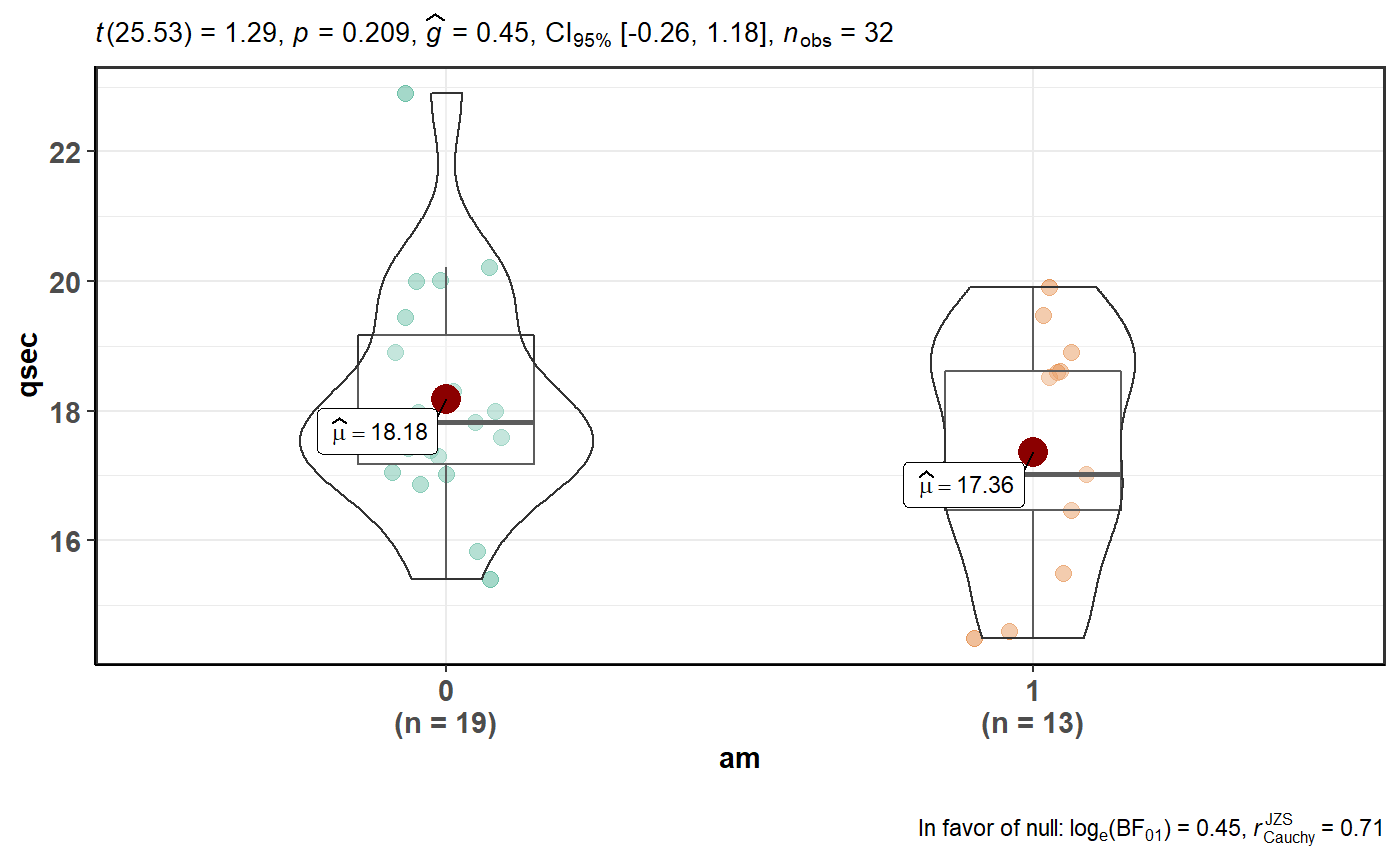 t(25.53) = 1.29, p = 0.209, ĝ = 0.45, CI95% [-0.26, 1.18], nobs = 32
22
20
18
16
qsec
μ̂ = 18.18
μ̂ = 17.36
0
(n = 19)
1
(n = 13)
am
In favor of null: loge(BF01) = 0.45, rJZSCauchy = 0.71